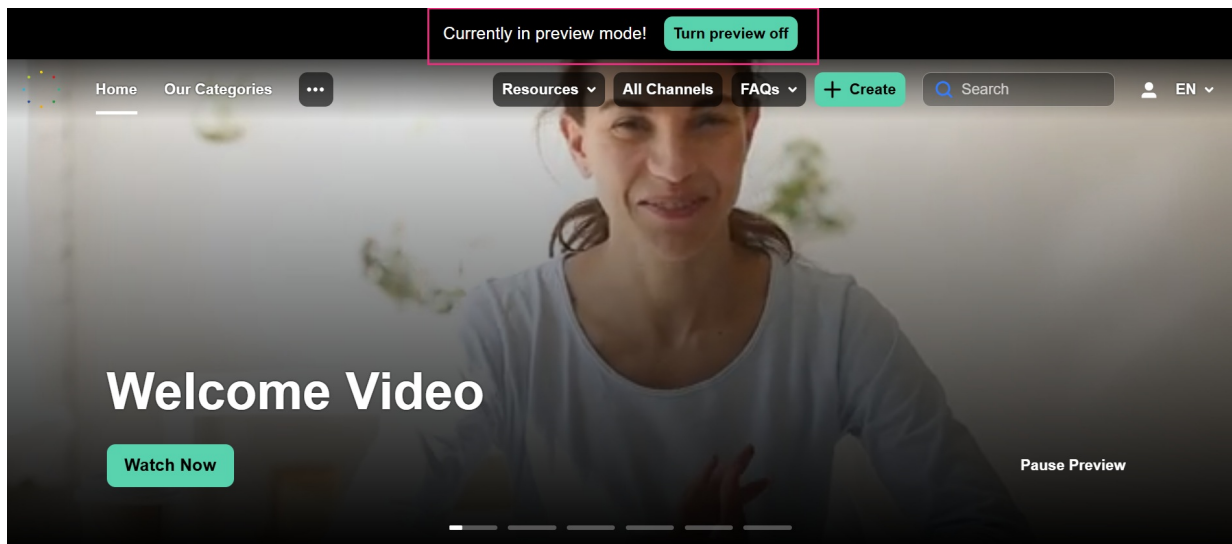 Currently in preview mode! Turn preview off
Home Our Categories ••• Resources All Channels FAQs + Create Search EN
Welcome Video
Watch Now
Pause Preview